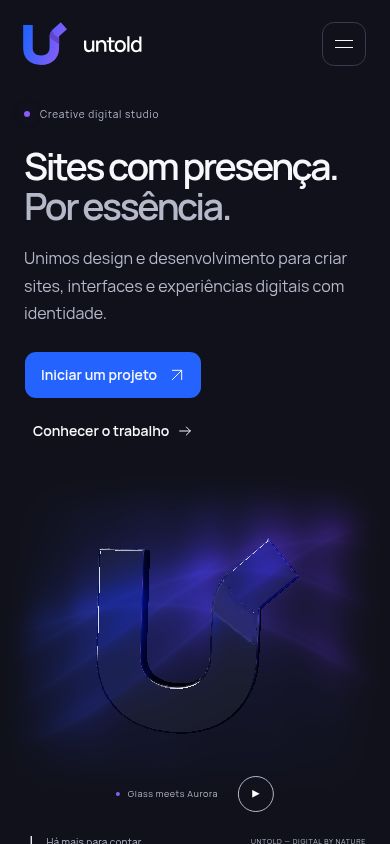 untold
Creative digital studio
Sites com presença.
Por essência.
Unimos design e desenvolvimento para criar
sites, interfaces e experiências digitais com
identidade.
Iniciar um projeto
Conhecer o trabalho
Glass meets Aurora
Há mais para contar
UNTOLD — DIGITAL BY NATURE